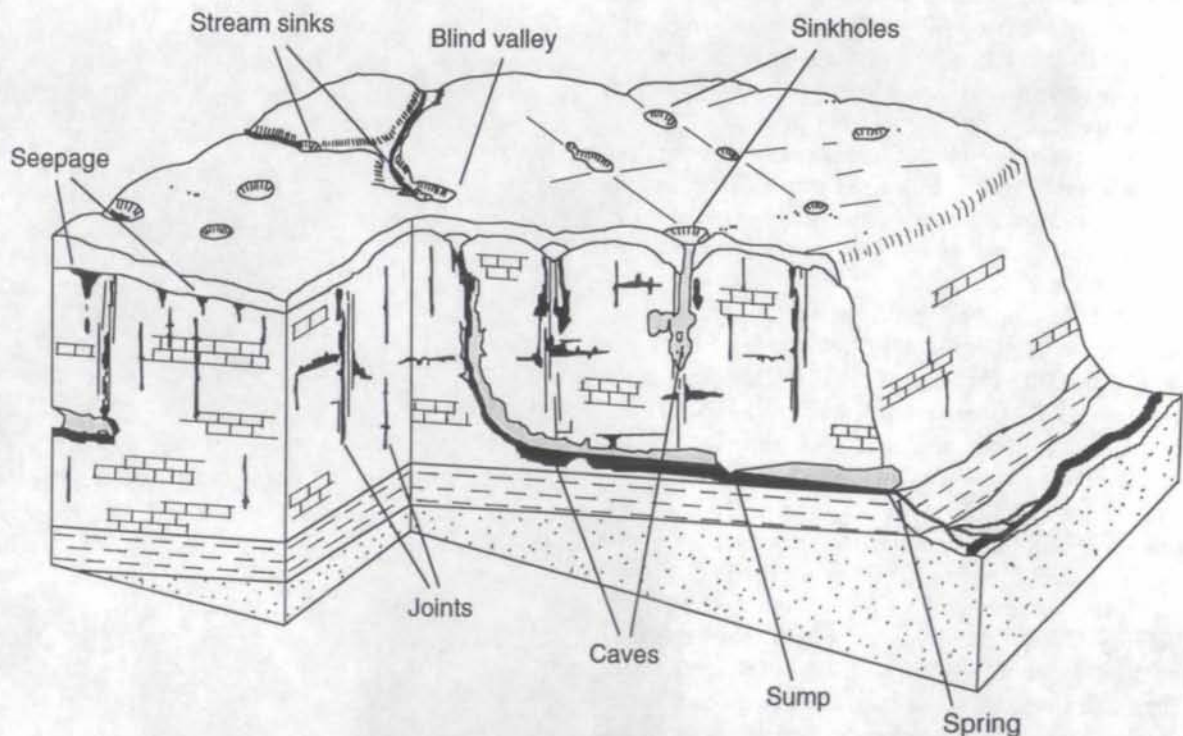 Stream sinks
Blind valley
Sinkholes
Seepage
Joints
Caves
Sump
Spring